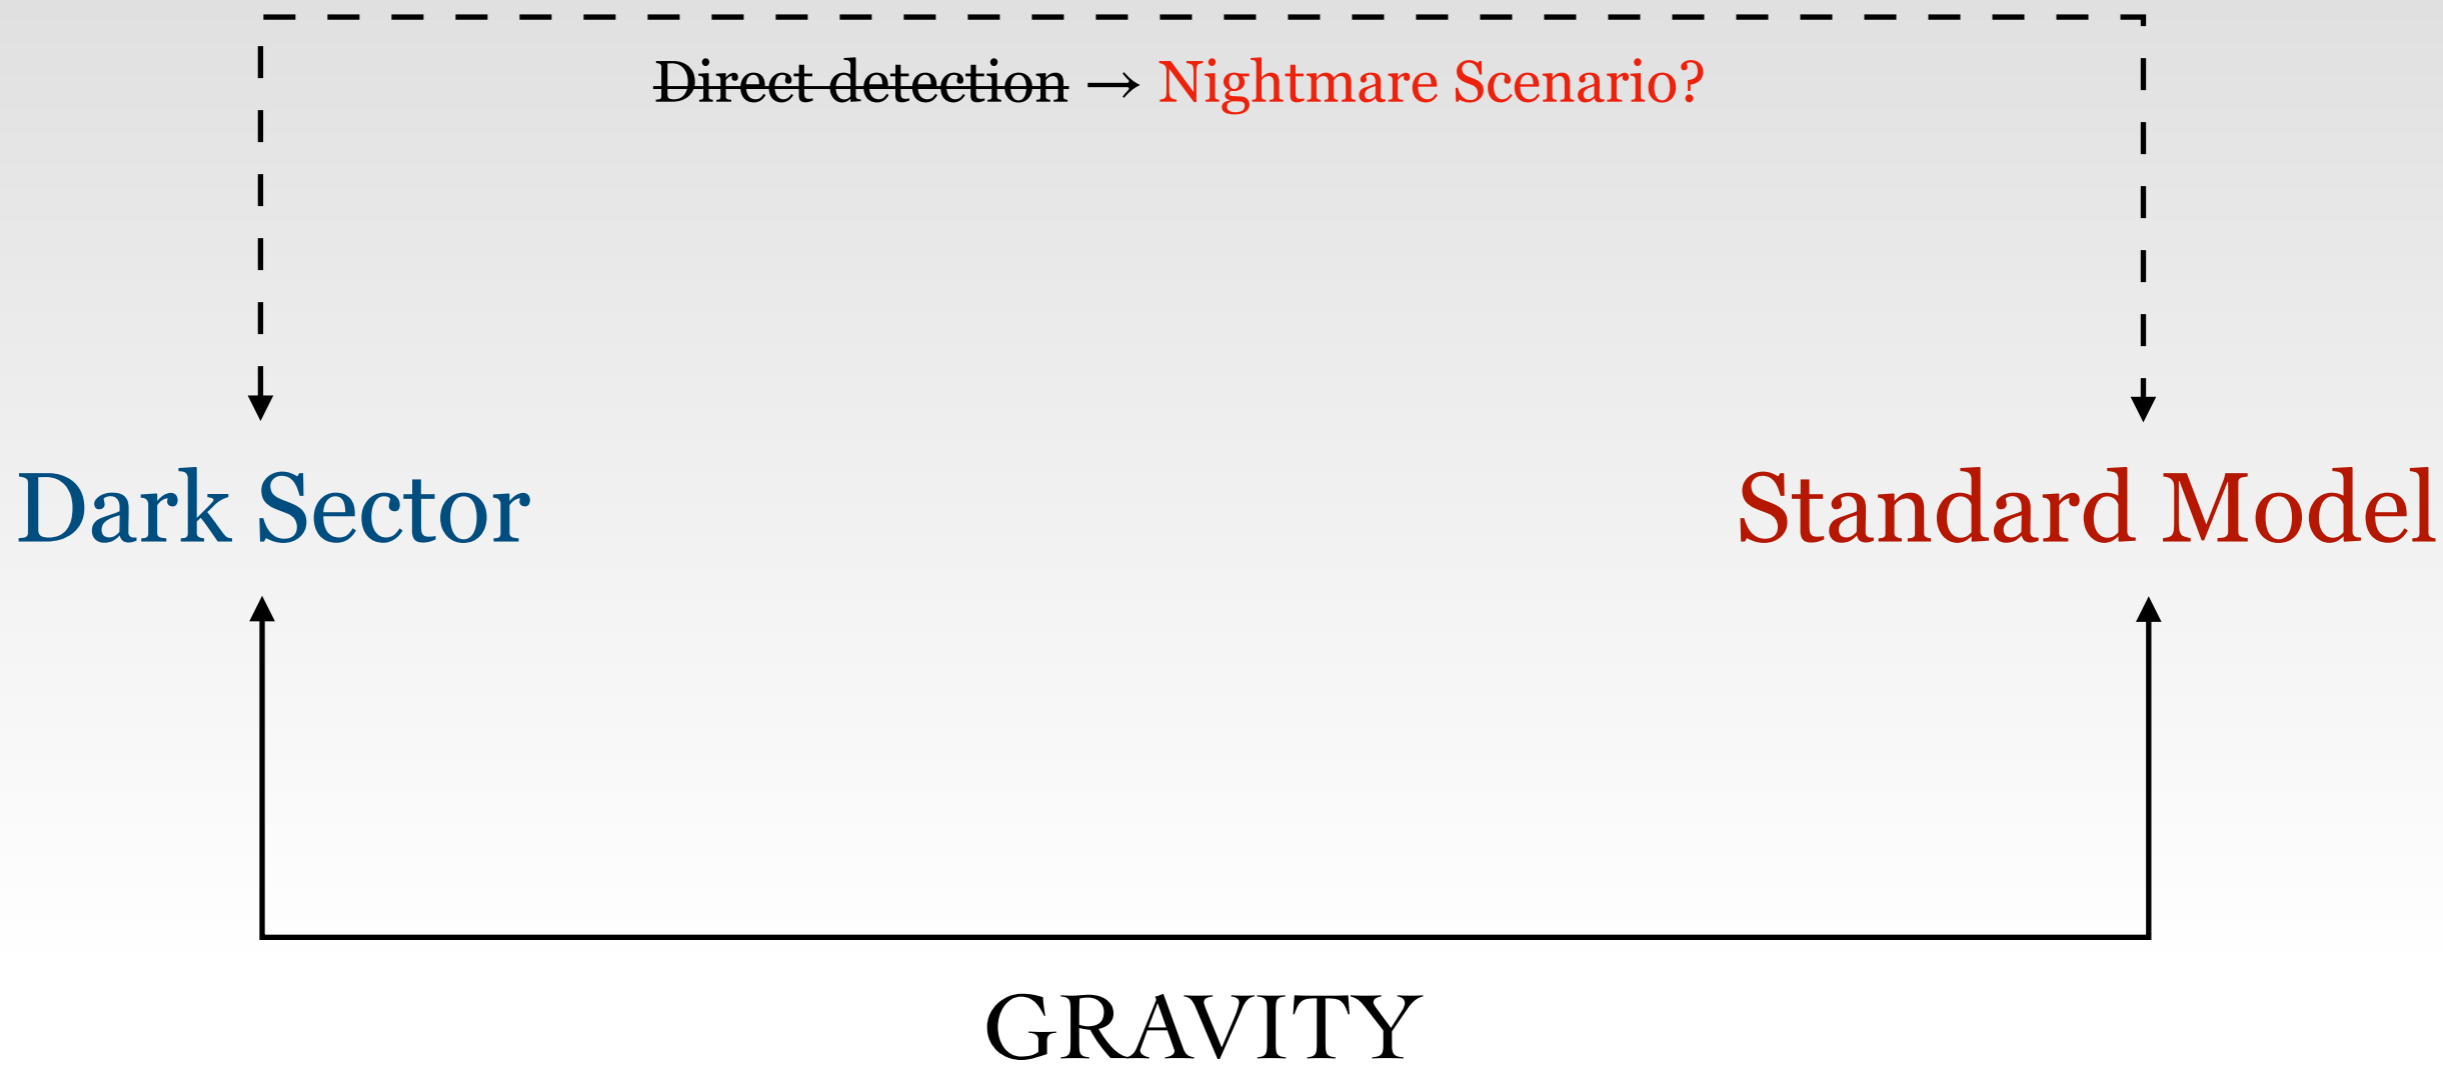 Direct detection → Nightmare Scenario?
Dark Sector
Standard Model
GRAVITY